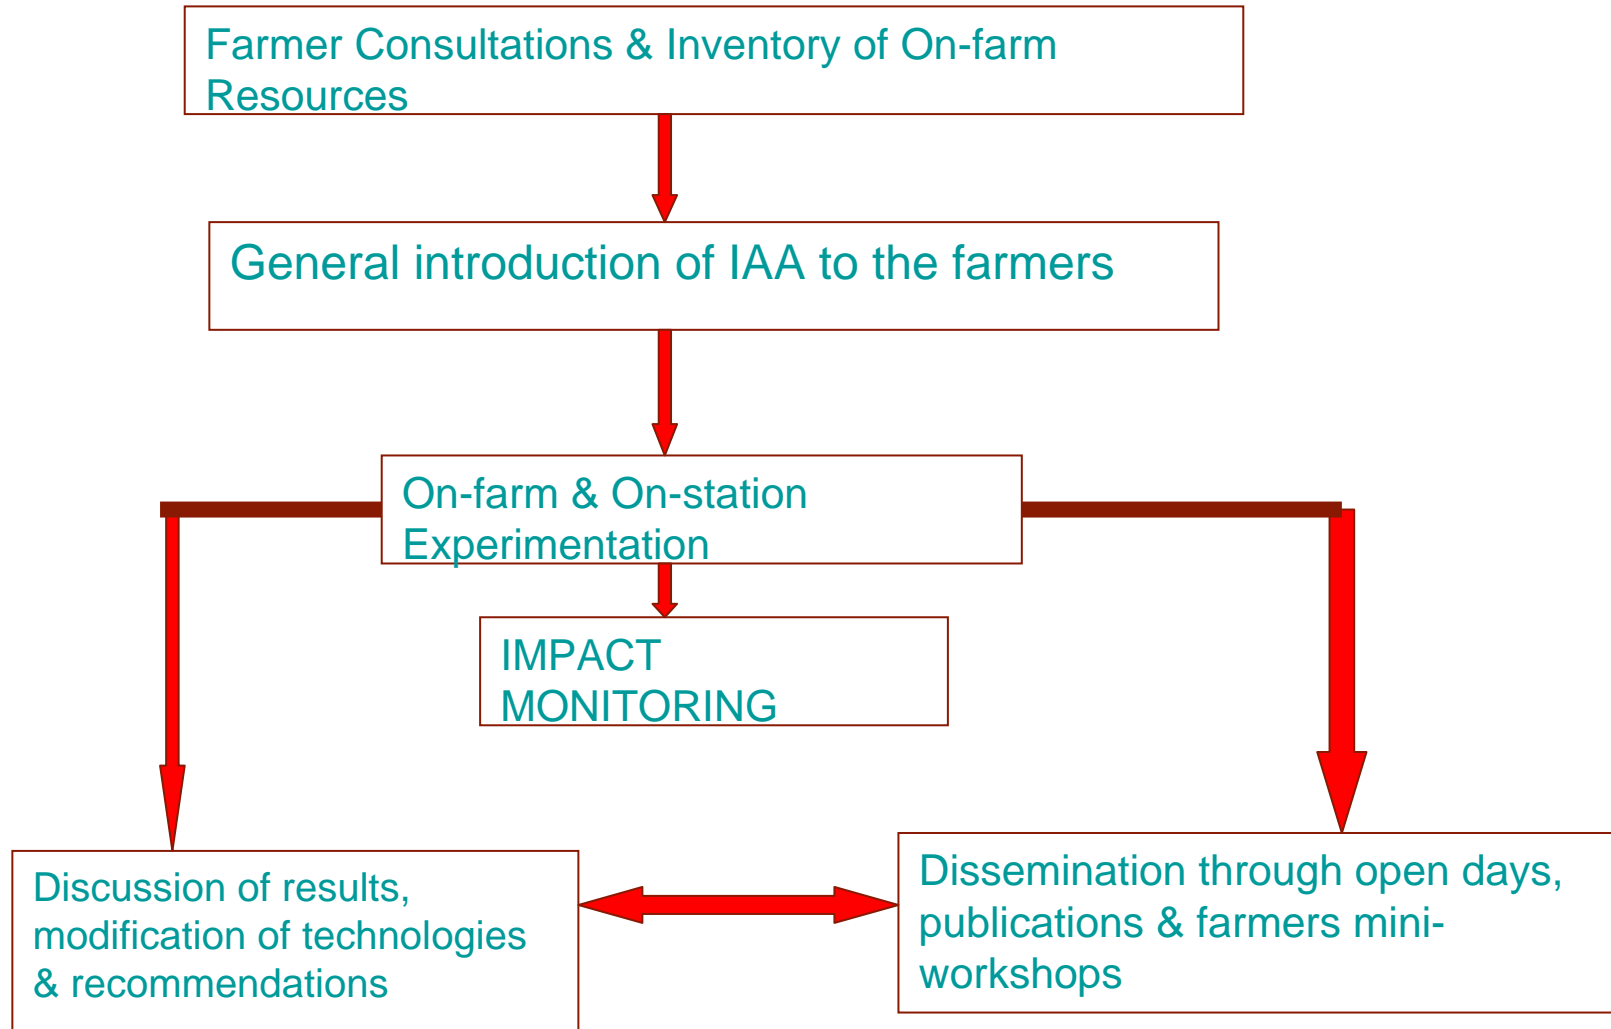 Farmer Consultations & Inventory of On-farm
Resources
General introduction of IAA to the farmers
On-farm & On-station
Experimentation
IMPACT
MONITORING
Discussion of results,
modification of technologies
& recommendations
Dissemination through open days,
publications & farmers mini-
workshops